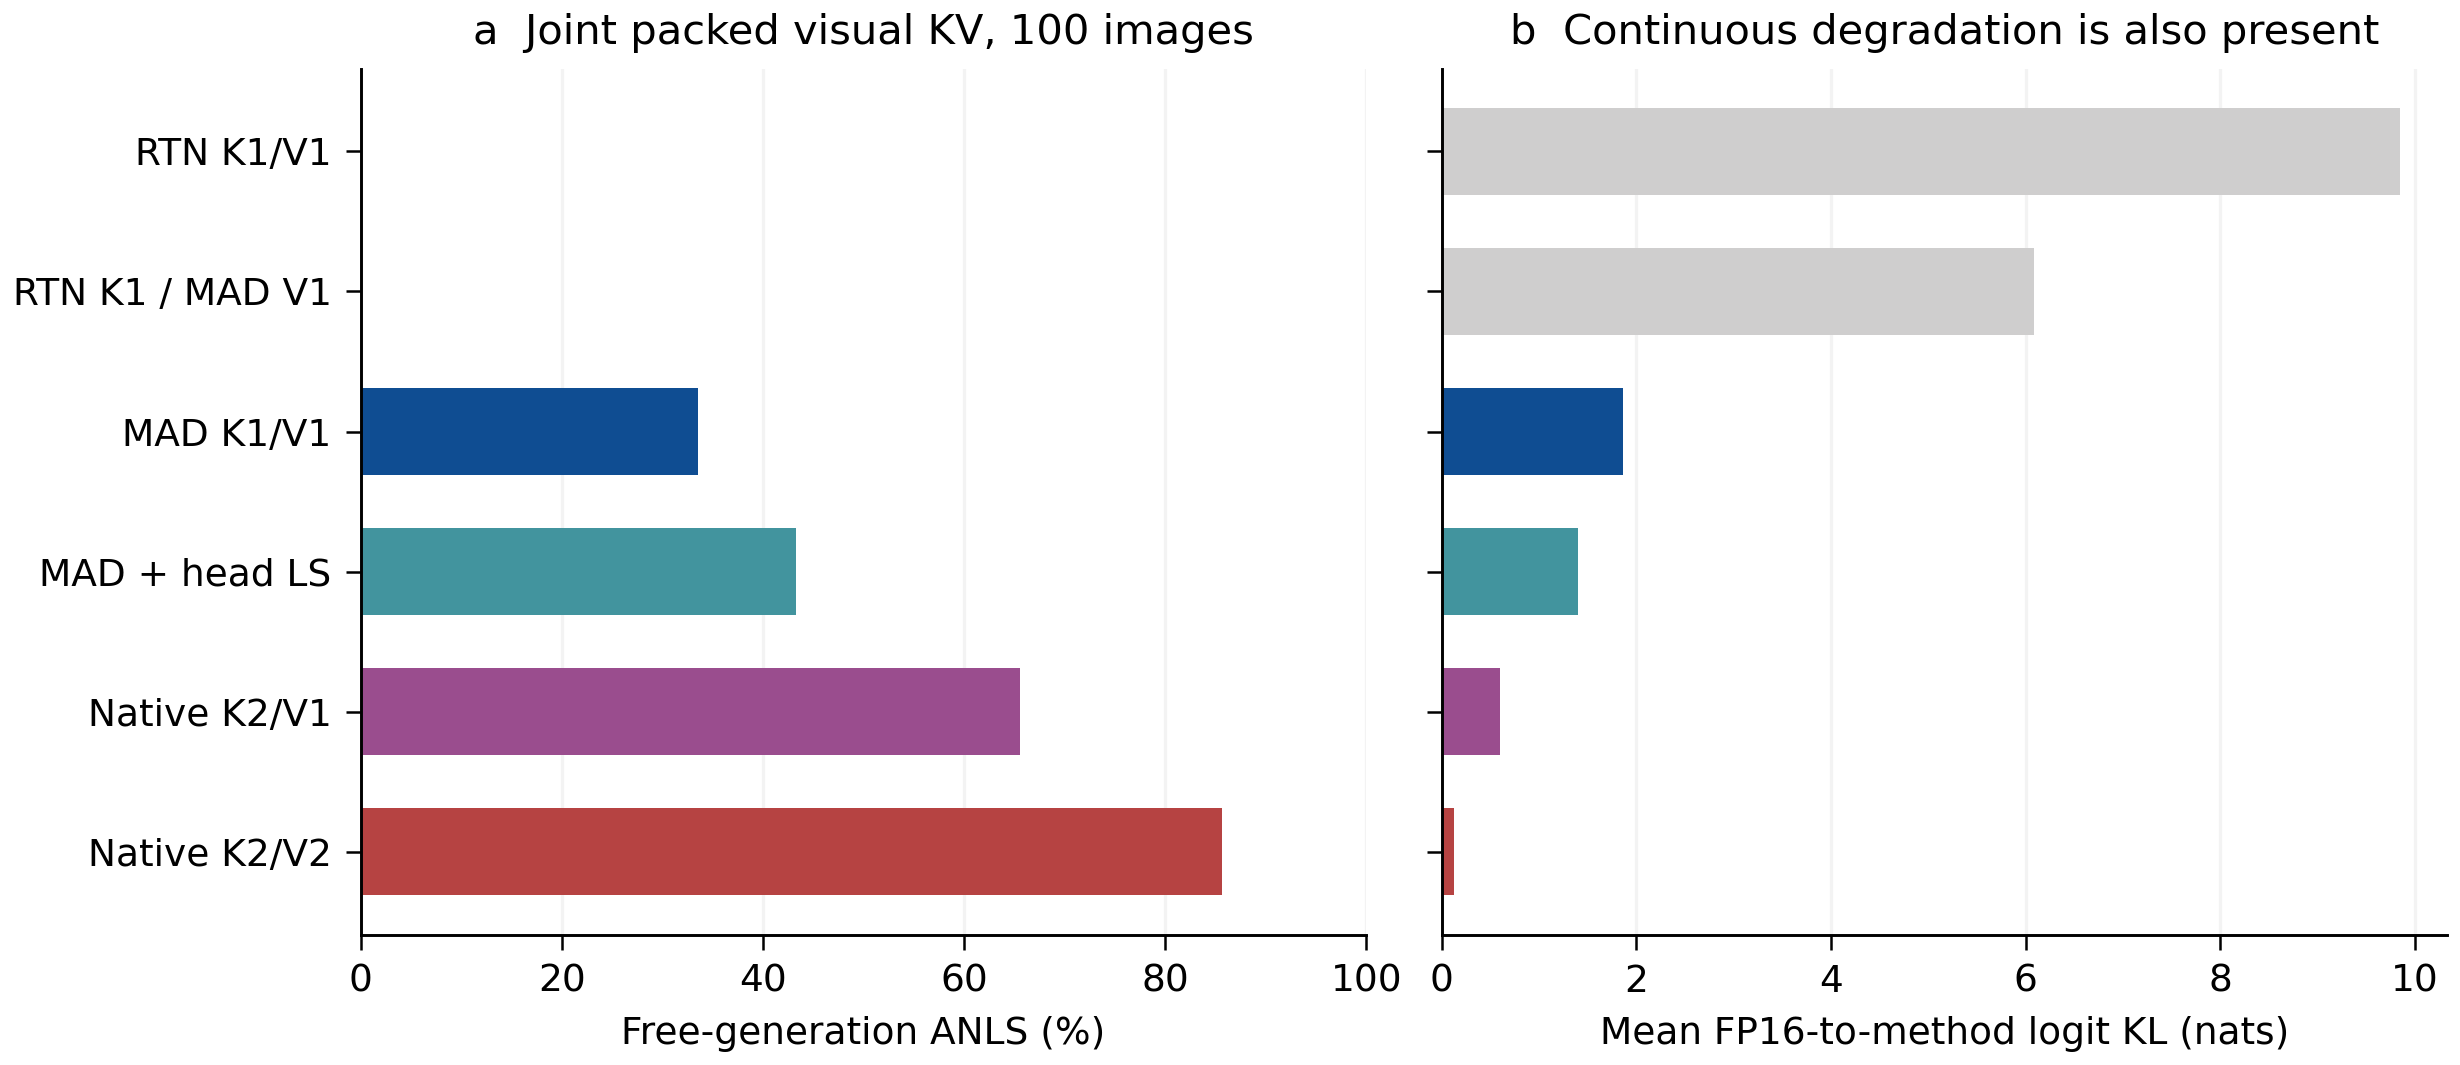 a  Joint packed visual KV, 100 images
RTN K1/V1
RTN K1 / MAD V1
MAD K1/V1
MAD + head LS
Native K2/V1
Native K2/V2
0 20 40 60 80 100
Free-generation ANLS (%)
b  Continuous degradation is also present
0 2 4 6 8 10
Mean FP16-to-method logit KL (nats)